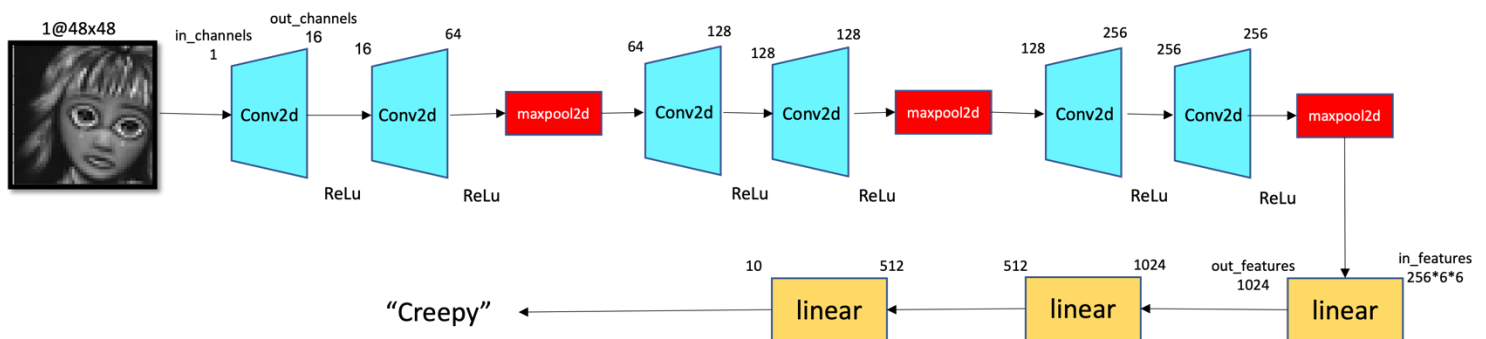 1@48x48
in_channels
1
out_channels
16
Conv2d
ReLu
16
64
Conv2d
ReLu
maxpool2d
64
128
Conv2d
ReLu
128
128
Conv2d
ReLu
maxpool2d
128
256
Conv2d
ReLu
256
256
Conv2d
ReLu
maxpool2d
in_features
256*6*6
out_features
1024
linear
1024
512
linear
512
10
linear
“Creepy”